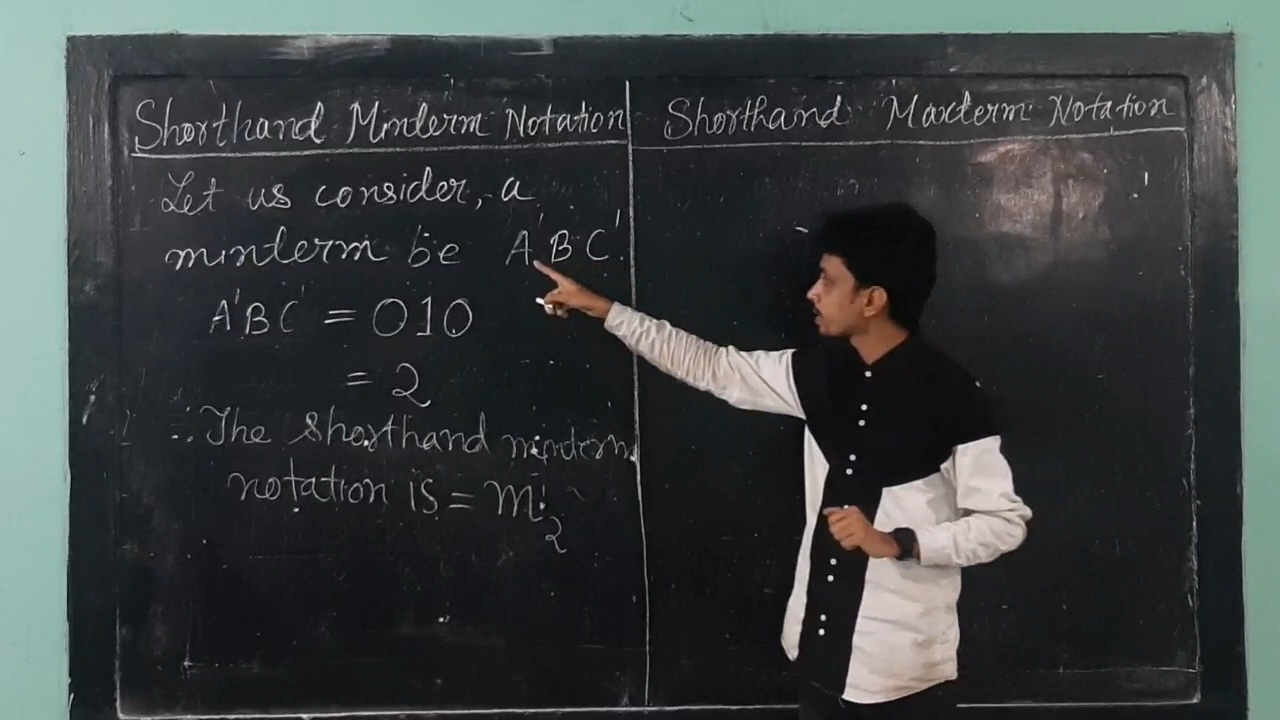 Shorthand Minterm Notation
Let us consider, a
minterm be A'BC'.
A'BC' = 010
= 2
∴ The shorthand minterm
notation is = m₂
Shorthand Maxterm Notation